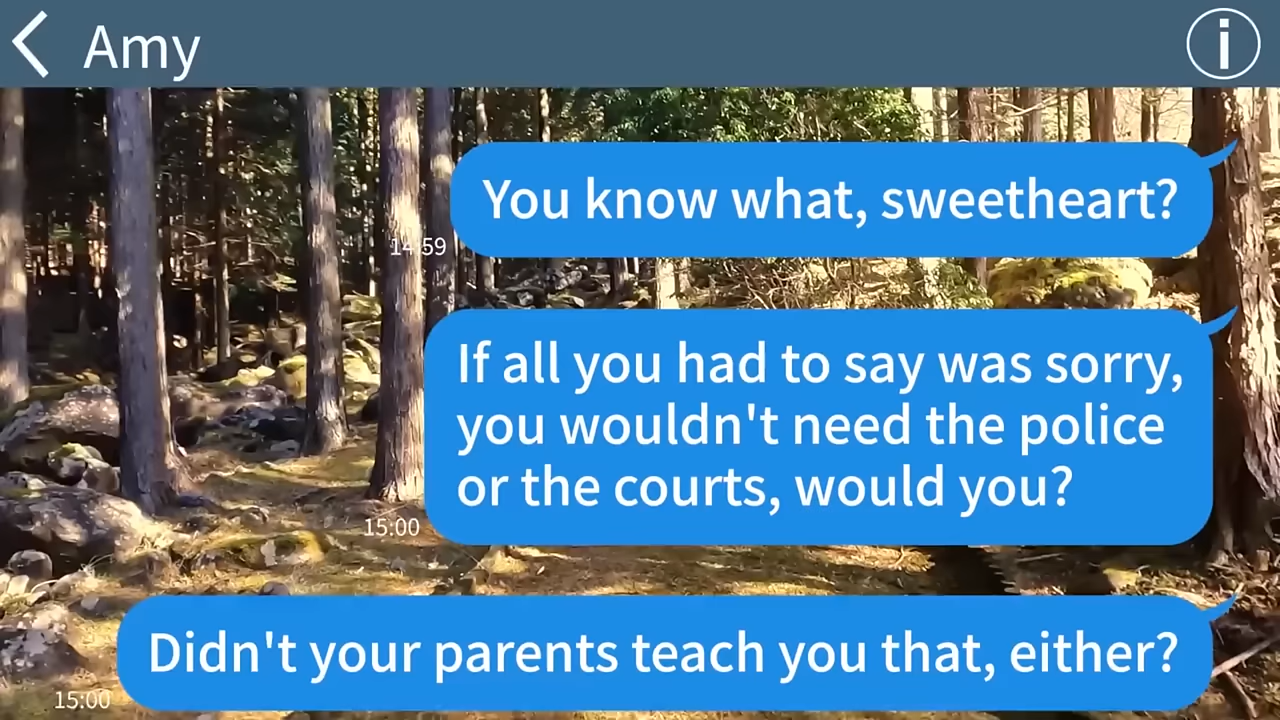 Amy
You know what, sweetheart?
14:59
If all you had to say was sorry,
you wouldn't need the police
or the courts, would you?
15:00
Didn't your parents teach you that, either?
15:00